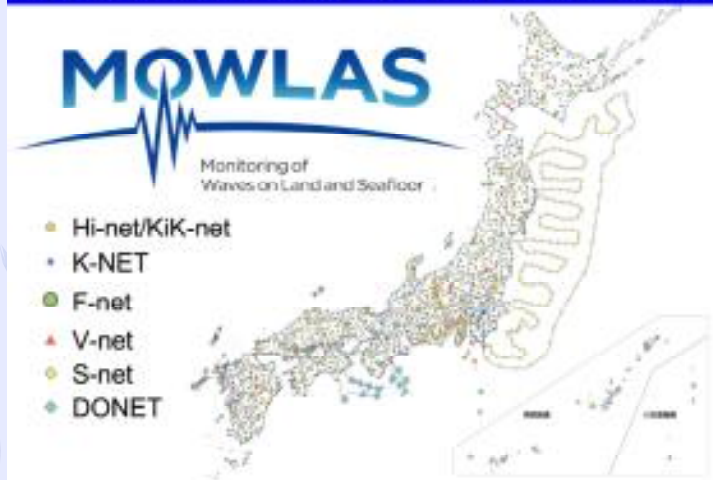 MOWLAS
Monitoring of
Waves on Land and Seafloor
Hi-net/KiK-net
K-NET
F-net
V-net
S-net
DONET